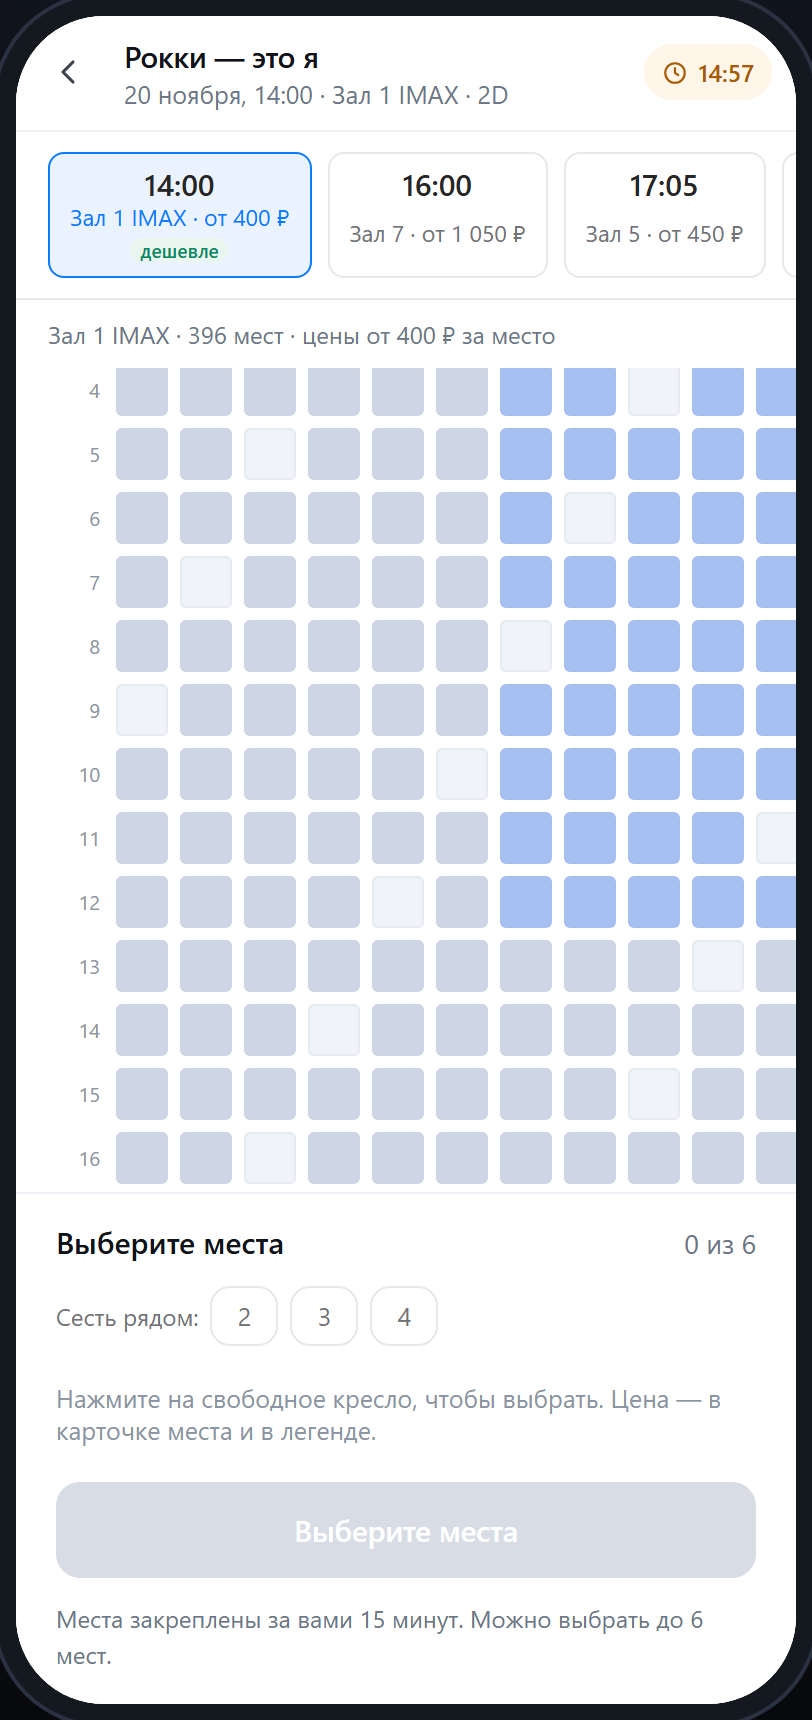 Рокки — это я
20 ноября, 14:00 · Зал 1 IMAX · 2D
14:57
14:00
Зал 1 IMAX · от 400 ₽
дешевле
16:00
Зал 7 · от 1 050 ₽
17:05
Зал 5 · от 450 ₽
Зал 1 IMAX · 396 мест · цены от 400 ₽ за место
4
5
6
7
8
9
10
11
12
13
14
15
16
Выберите места
0 из 6
Сесть рядом:
2
3
4
Нажмите на свободное кресло, чтобы выбрать. Цена — в
карточке места и в легенде.
Выберите места
Места закреплены за вами 15 минут. Можно выбрать до 6
мест.